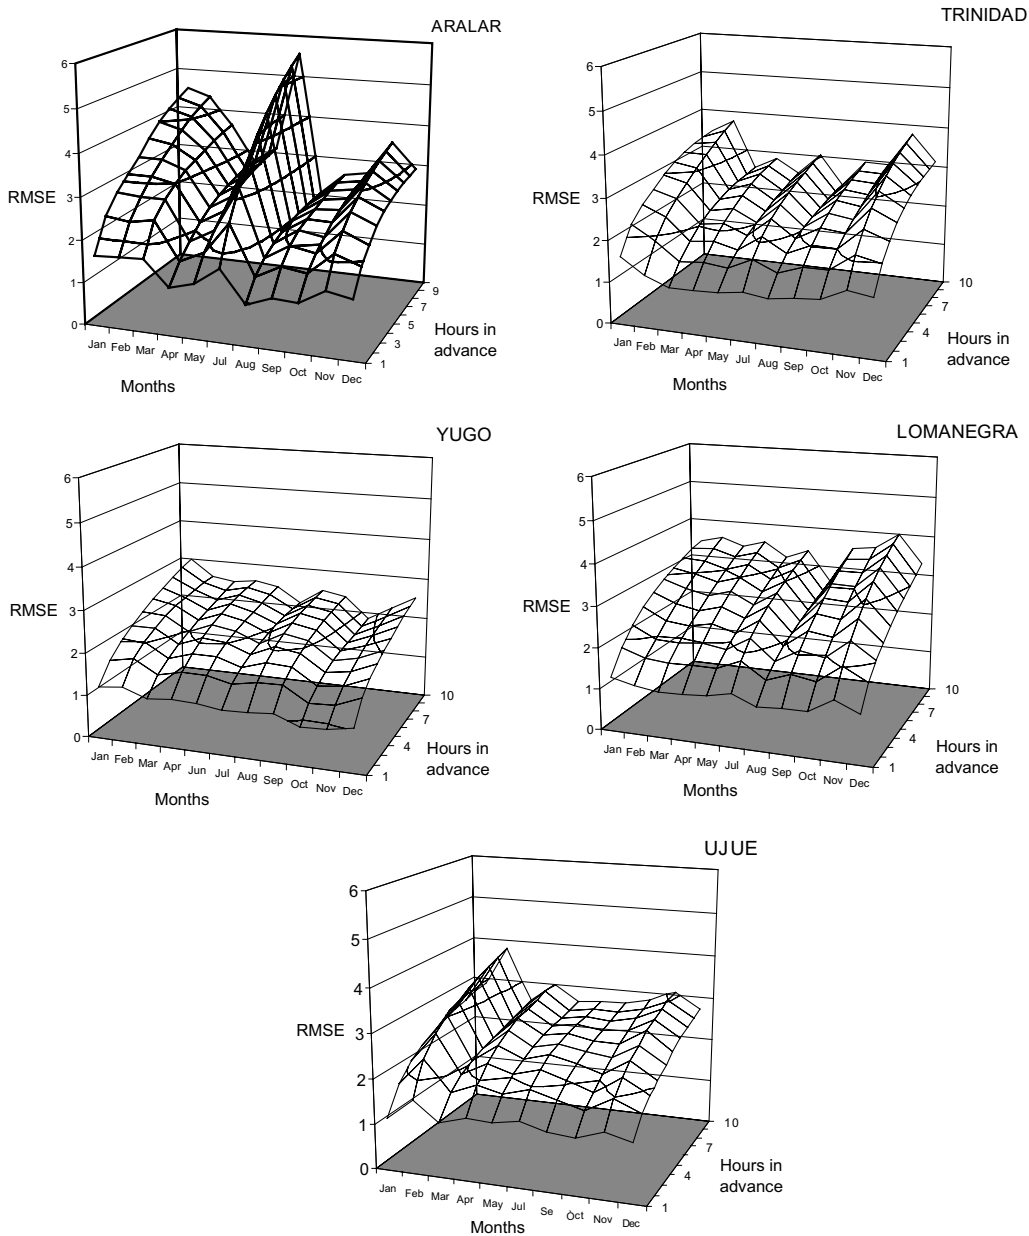 ARALAR
6
5
4
3
2
1
0
RMSE
Jan Feb Mar Apr May Jul Aug Sep Oct Nov Dec
Months
1
3
5
7
9
Hours in
advance
TRINIDAD
6
5
4
3
2
1
0
RMSE
Jan Feb Mar Apr May Jul Aug Sep Oct Nov Dec
Months
1
4
7
10
Hours in
advance
YUGO
6
5
4
3
2
1
0
RMSE
Jan Feb Mar Apr Jun Jul Aug Sep Oct Nov Dec
Months
1
4
7
10
Hours in
advance
LOMANEGRA
6
5
4
3
2
1
0
RMSE
Jan Feb Mar Apr May Jul Aug Sep Oct Nov Dec
Months
1
4
7
10
Hours in
advance
UJUE
6
5
4
3
2
1
0
RMSE
Jan Feb Mar Apr May Jul Se Oct Nov Dec
Months
1
4
7
10
Hours in
advance